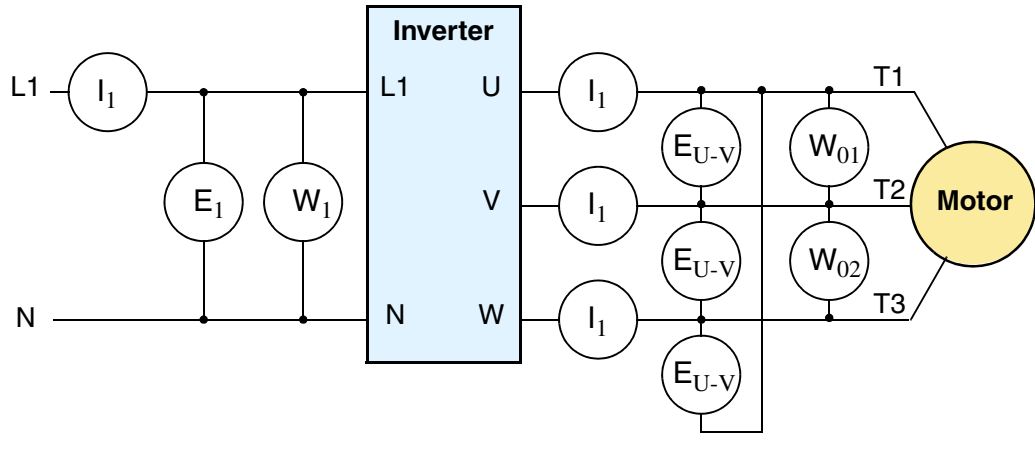 Inverter
L1 I1 L1 U I1 T1
EU-V W01
E1 W1 V I1 T2 Motor
EU-V W02
N N W I1 T3
EU-V